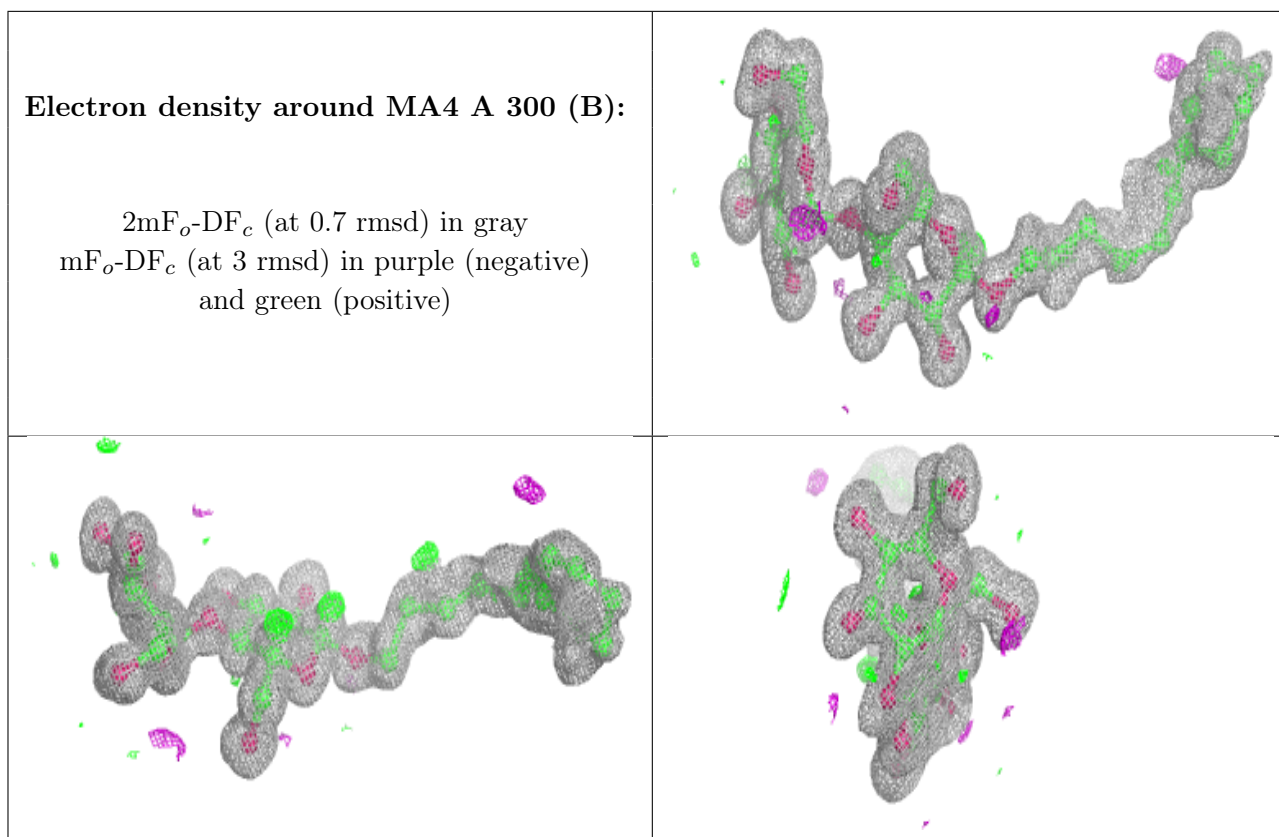 Electron density around MA4 A 300 (B):
2mFo-DFc (at 0.7 rmsd) in gray
mFo-DFc (at 3 rmsd) in purple (negative)
and green (positive)